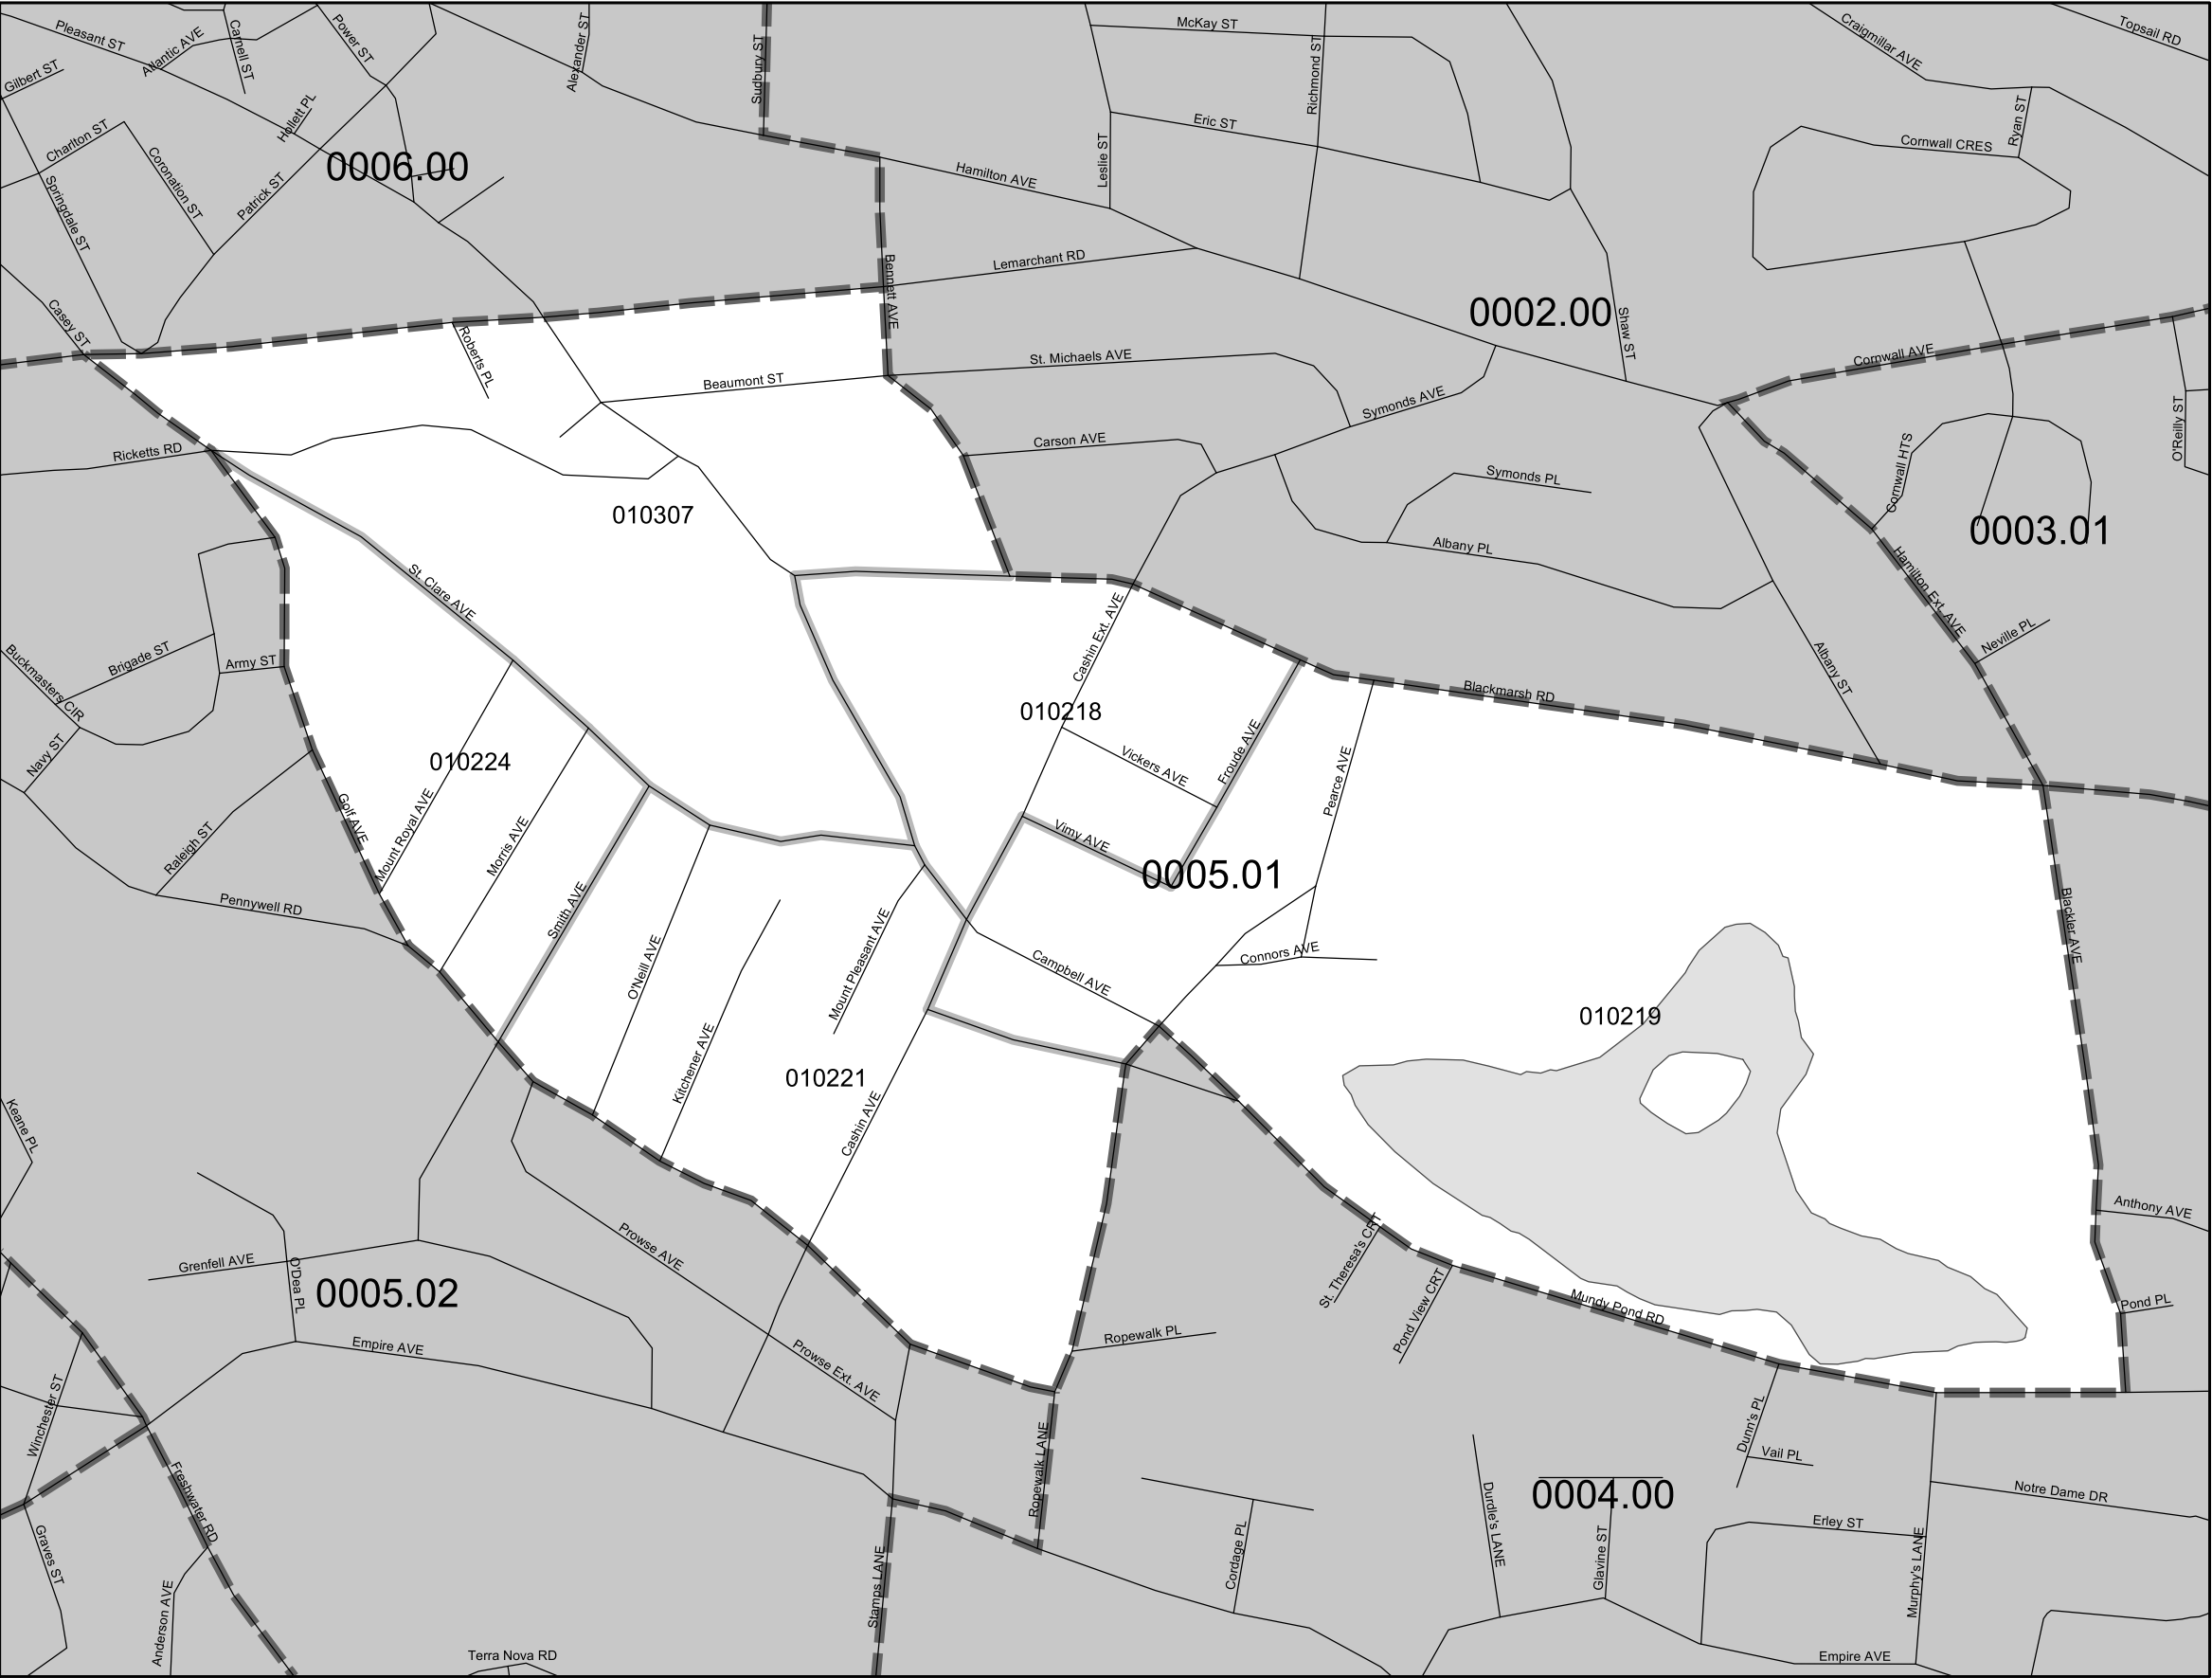 Pleasant ST
Atlantic AVE
Carnell ST
Power ST
Alexander ST
Sudbury ST
McKay ST
Richmond ST
Craigmillar AVE
Topsail RD
Gilbert ST
Hollett PL
Charlton ST
Coronation ST
0006.00
Eric ST
Leslie ST
Ryan ST
Cornwall CRES
Springdale ST
Patrick ST
Hamilton AVE
Lemarchant RD
Bennett AVE
0002.00
Shaw ST
Casey ST
Roberts PL
Beaumont ST
St. Michaels AVE
Symonds AVE
Cornwall AVE
O'Reilly ST
Ricketts RD
Carson AVE
Symonds PL
Cornwall HTS
010307
0003.01
Albany PL
St. Clare AVE
Hamilton Ext. AVE
Neville PL
Cashin Ext. AVE
Albany ST
Buckmasters CIR
Brigade ST
Army ST
Blackmarsh RD
010218
Navy ST
010224
Vickers AVE
Froude AVE
Pearce AVE
Golf AVE
Mount Royal AVE
Morris AVE
Raleigh ST
Vimy AVE
0005.01
Pennywell RD
Smith AVE
O'Neill AVE
Mount Pleasant AVE
Campbell AVE
Connors AVE
Blackler AVE
010219
Kitchener AVE
010221
Cashin AVE
Keane PL
Anthony AVE
Prowse AVE
Grenfell AVE
O'Dea PL
0005.02
St. Theresa's CRT
Pond View CRT
Mundy Pond RD
Pond PL
Empire AVE
Ropewalk PL
Prowse Ext. AVE
Winchester ST
Dunn's PL
Vail PL
Freshwater RD
Ropewalk LANE
0004.00
Notre Dame DR
Durdle's LANE
Erley ST
Graves ST
Stamps LANE
Cordage PL
Glavine ST
Murphy's LANE
Anderson AVE
Terra Nova RD
Empire AVE